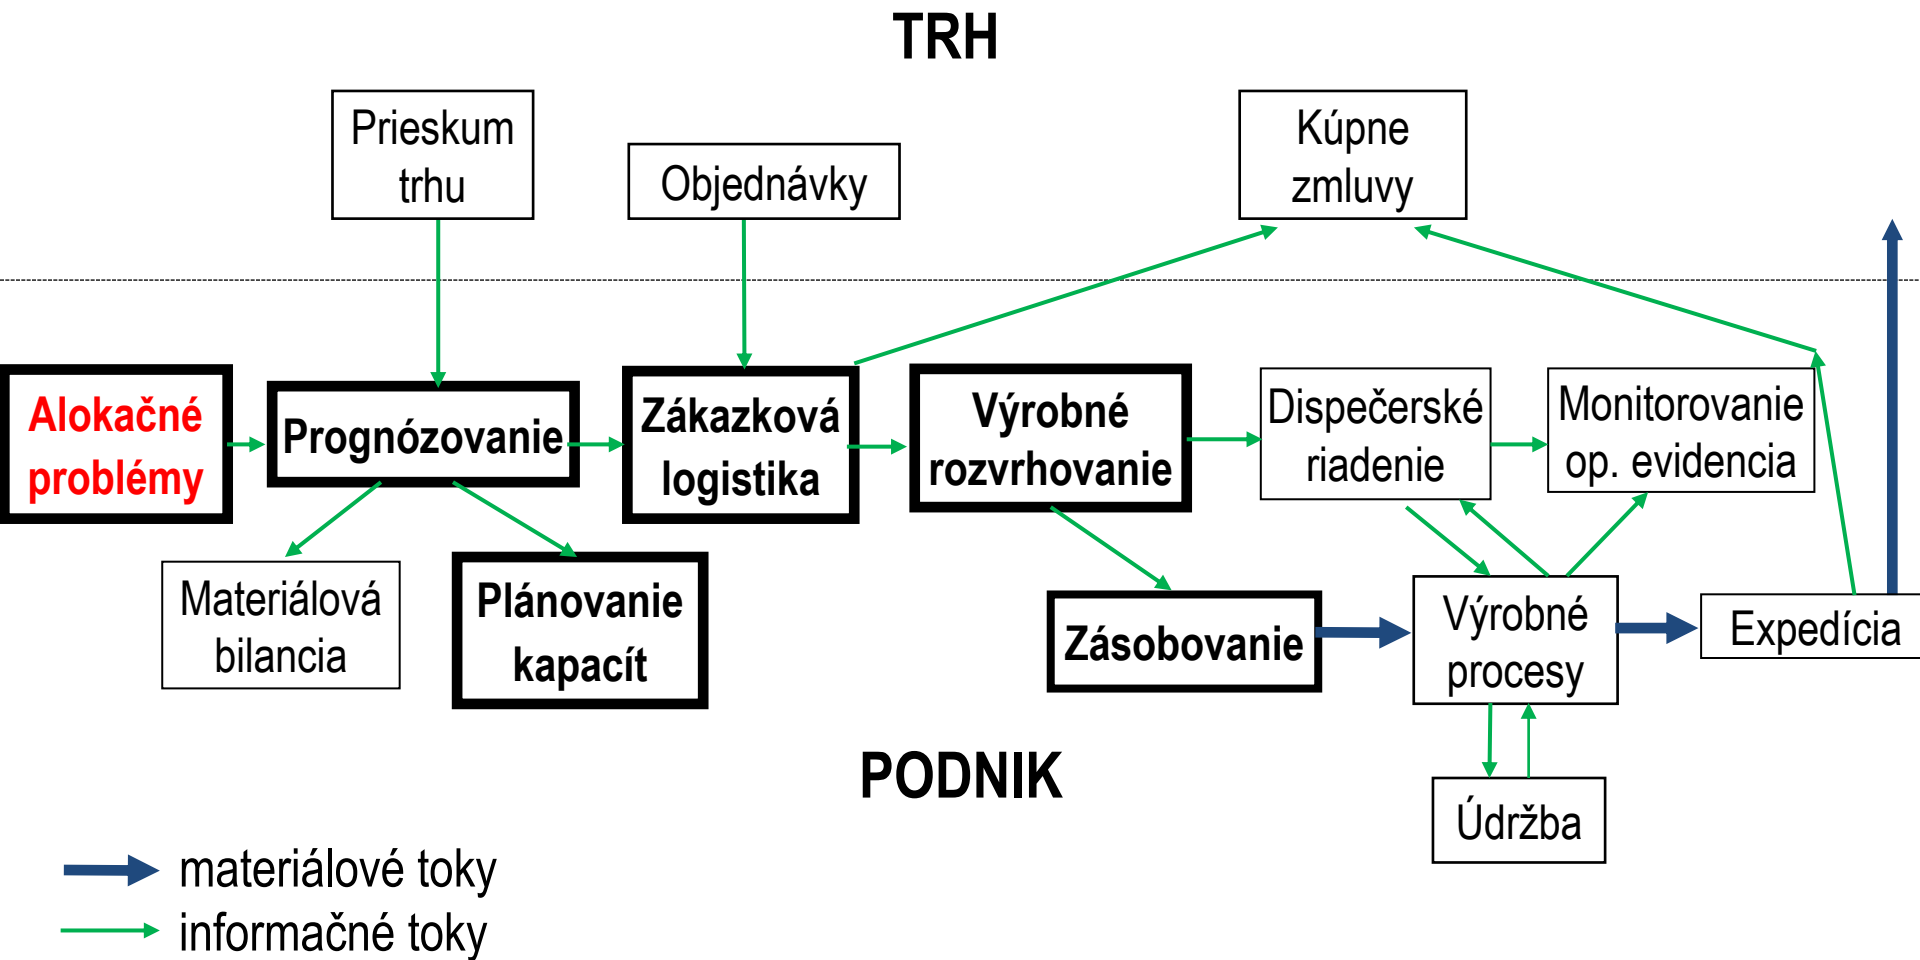 TRH
Prieskum
trhu
Objednávky
Kúpne
zmluvy
Alokačné
problémy
Prognózovanie
Zákazková
logistika
Výrobné
rozvrhovanie
Dispečerské
riadenie
Monitorovanie
op. evidencia
Materiálová
bilancia
Plánovanie
kapacít
Zásobovanie
Výrobné
procesy
Expedícia
PODNIK
Údržba
materiálové toky
informačné toky